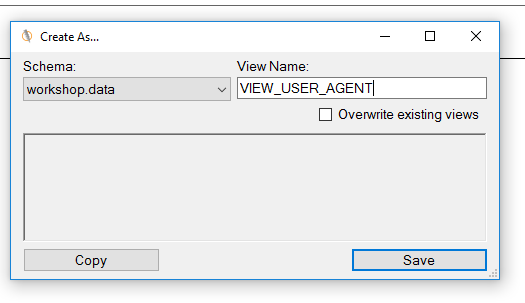 Create As...
Schema: View Name:
workshop.data VIEW_USER_AGENT
Overwrite existing views
Copy Save